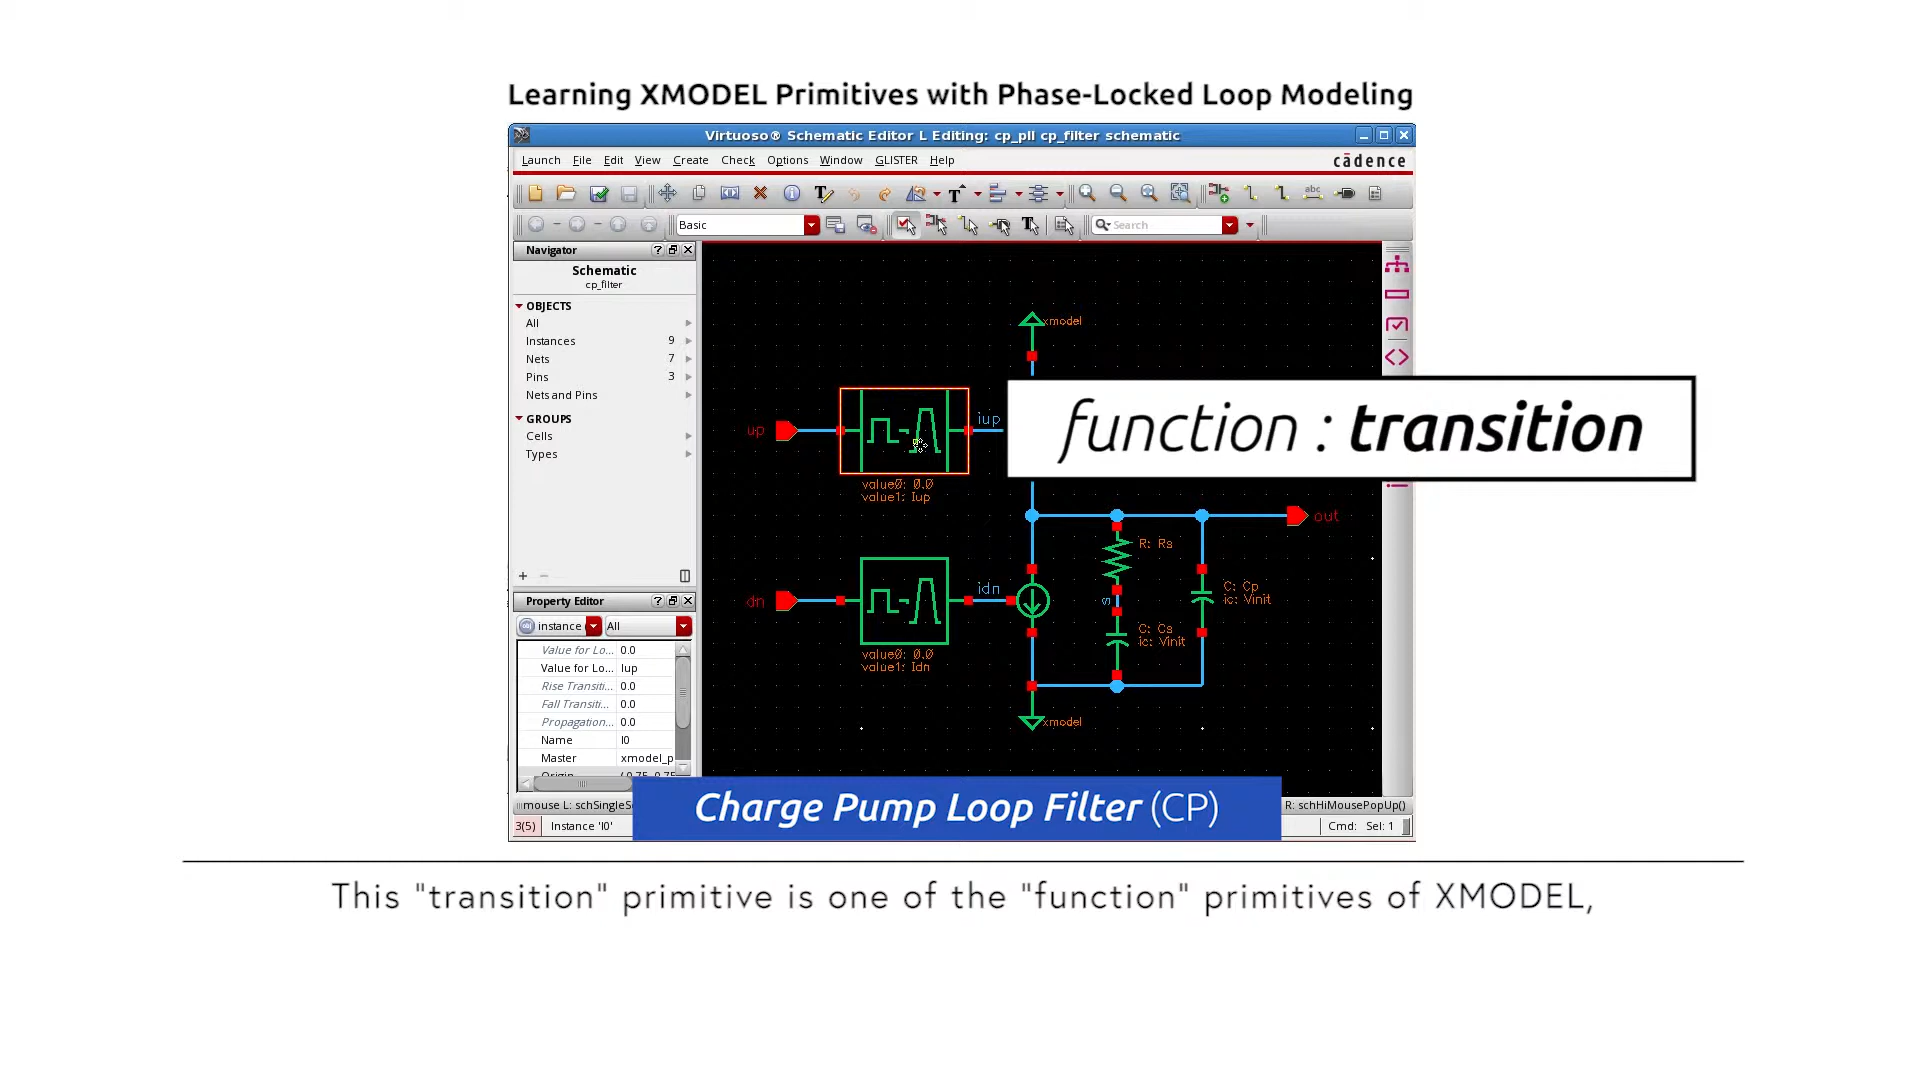 Learning XMODEL Primitives with Phase-Locked Loop Modeling
Virtuoso® Schematic Editor L Editing: cp_pll cp_filter schematic
Launch File Edit View Create Check Options Window GLISTER Help
cādence
abc
Basic
Search
Navigator
Schematic
cp_filter
OBJECTS
All
Instances 9
Nets 7
Pins 3
Nets and Pins
GROUPS
Cells
Types
Property Editor
instance All
Value for Lo... 0.0
Value for Lo... Iup
Rise Transiti... 0.0
Fall Transiti... 0.0
Propagation... 0.0
Name I0
Master xmodel_p
xmodel
up
iup
value0: 0.0
value1: Iup
function : transition
out
R: Rs
dn
idn
s
C: Cp
ic: Vinit
C: Cs
ic: Vinit
value0: 0.0
value1: Idn
xmodel
mouse L: schSingleS
R: schHiMousePopUp()
Charge Pump Loop Filter (CP)
3(5) Instance 'I0'
Cmd: Sel: 1
This "transition" primitive is one of the "function" primitives of XMODEL,